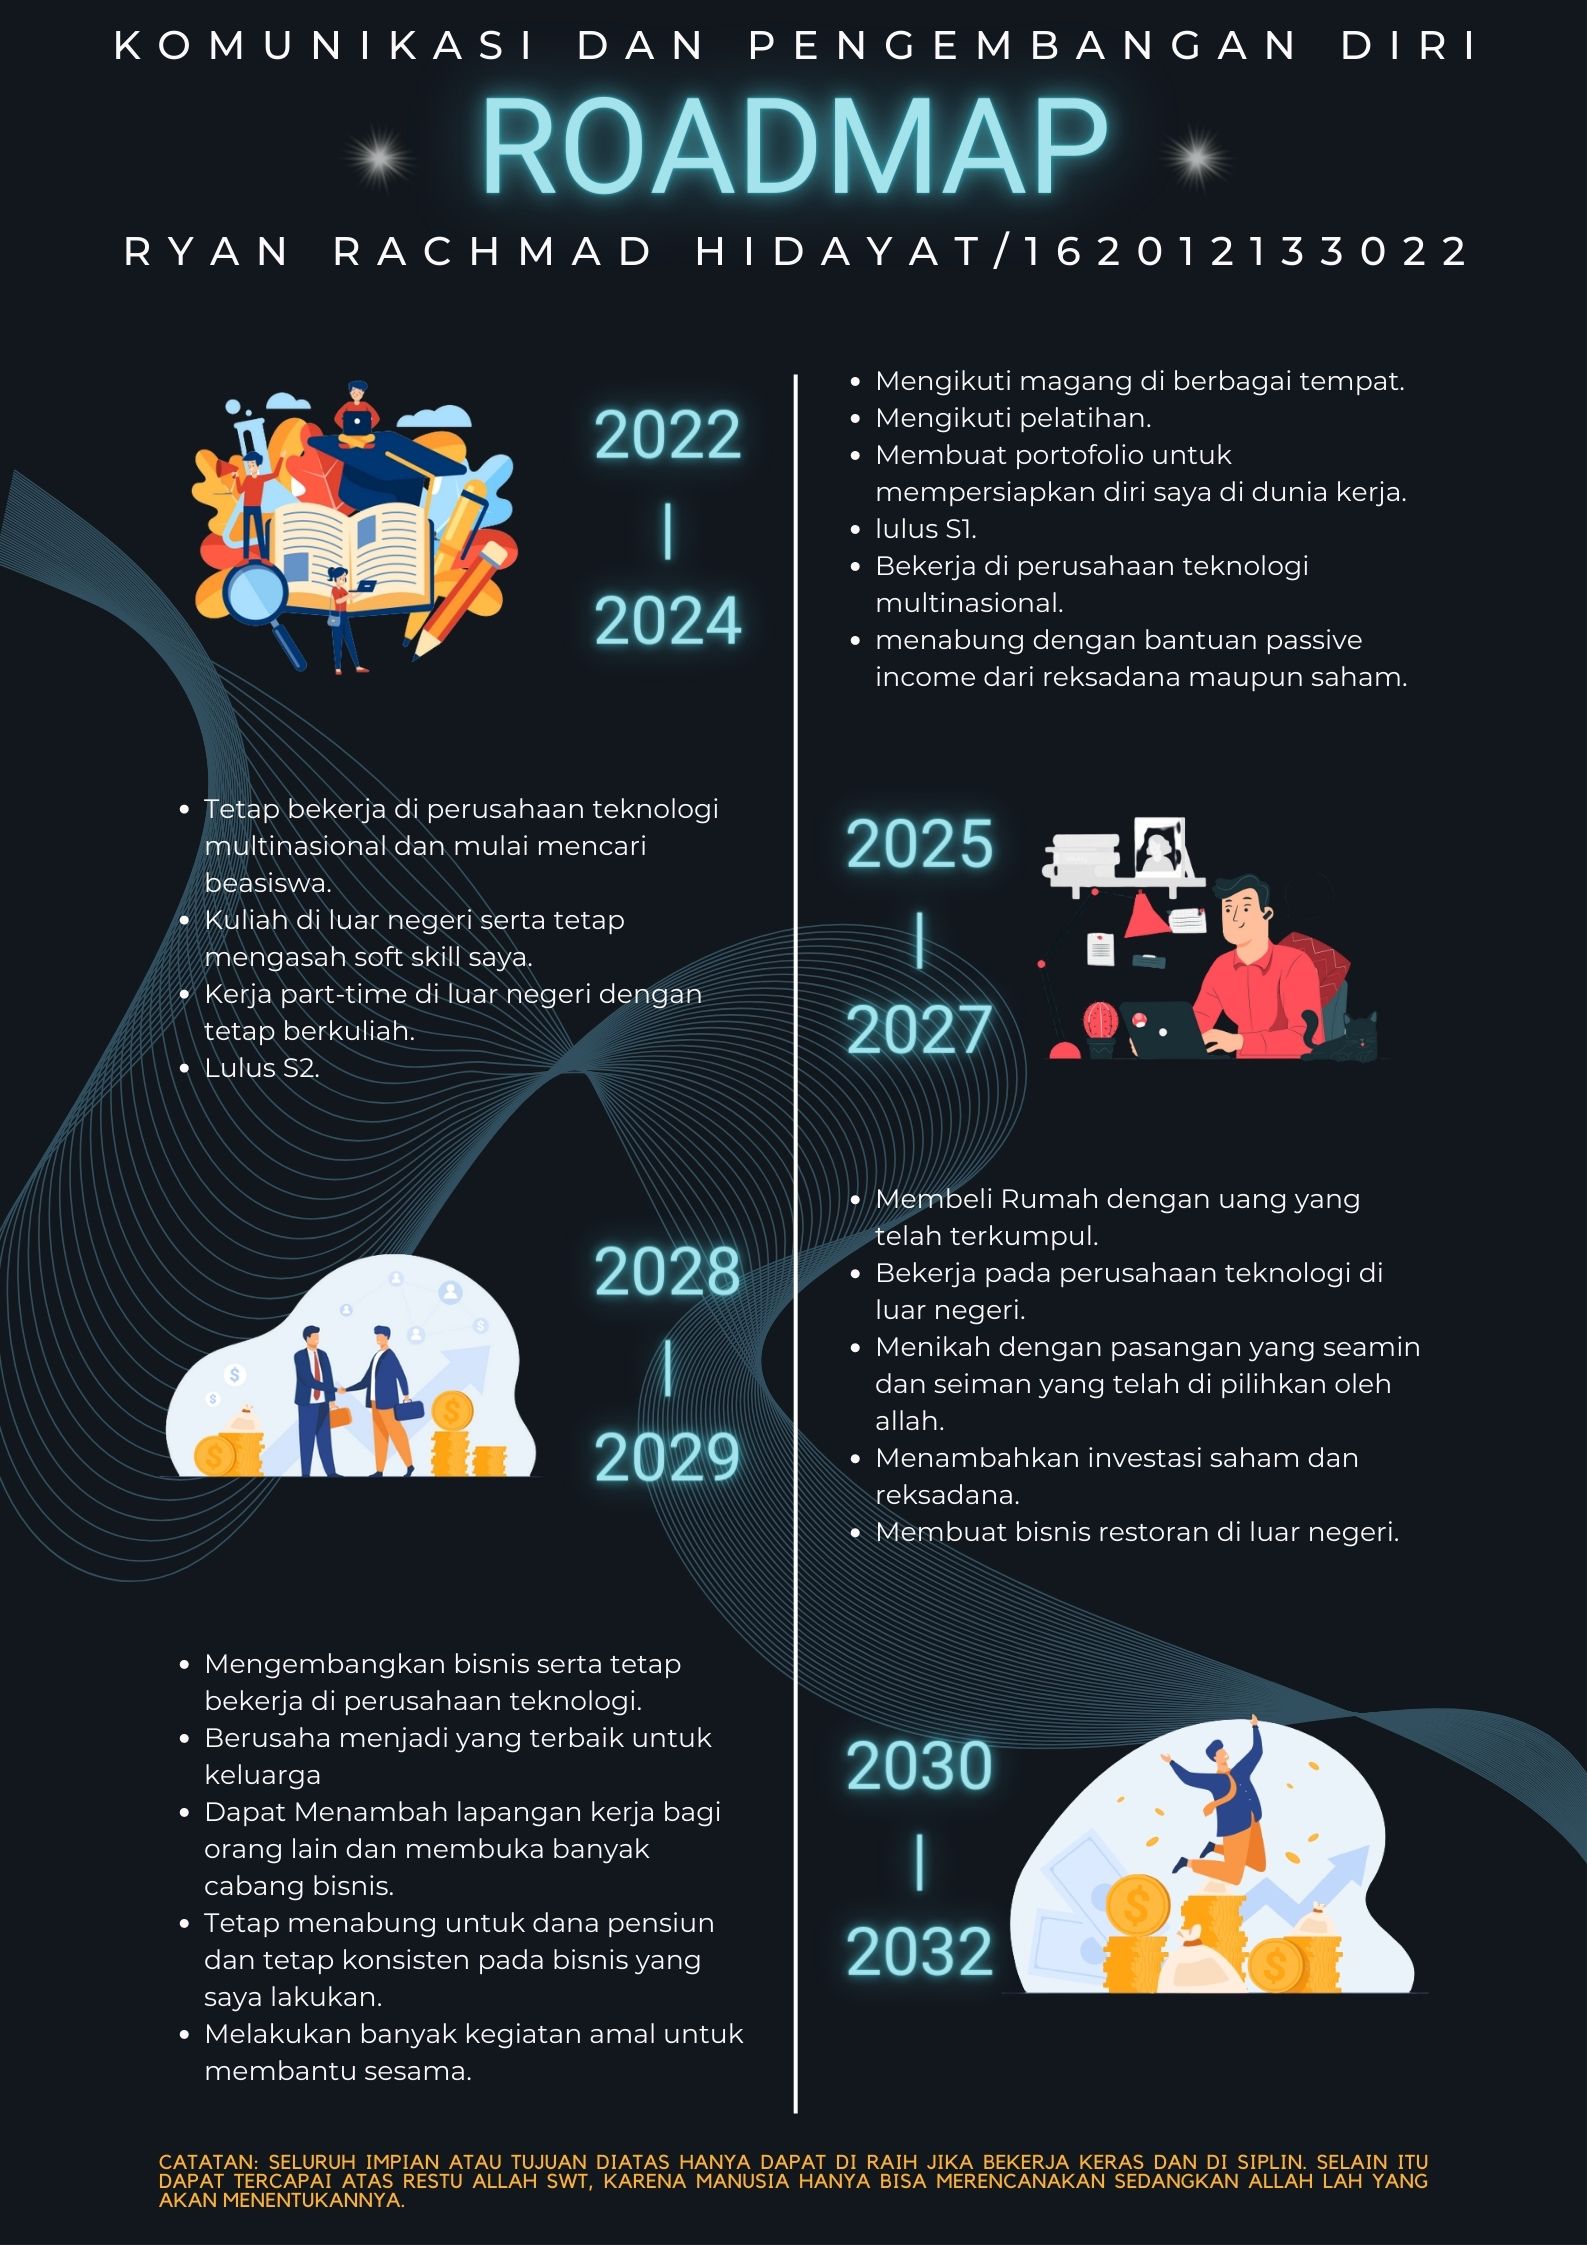 KOMUNIKASI DAN PENGEMBANGAN DIRI
ROADMAP
RYAN RACHMAD HIDAYAT/162012133022
2022
|
2024
• Mengikuti magang di berbagai tempat.
• Mengikuti pelatihan.
• Membuat portofolio untuk
mempersiapkan diri saya di dunia kerja.
• lulus S1.
• Bekerja di perusahaan teknologi
multinasional.
• menabung dengan bantuan passive
income dari reksadana maupun saham.
• Tetap bekerja di perusahaan teknologi
multinasional dan mulai mencari
beasiswa.
• Kuliah di luar negeri serta tetap
mengasah soft skill saya.
• Kerja part-time di luar negeri dengan
tetap berkuliah.
• Lulus S2.
2025
|
2027
2028
|
2029
• Membeli Rumah dengan uang yang
telah terkumpul.
• Bekerja pada perusahaan teknologi di
luar negeri.
• Menikah dengan pasangan yang seamin
dan seiman yang telah di pilihkan oleh
allah.
• Menambahkan investasi saham dan
reksadana.
• Membuat bisnis restoran di luar negeri.
• Mengembangkan bisnis serta tetap
bekerja di perusahaan teknologi.
• Berusaha menjadi yang terbaik untuk
keluarga
• Dapat Menambah lapangan kerja bagi
orang lain dan membuka banyak
cabang bisnis.
• Tetap menabung untuk dana pensiun
dan tetap konsisten pada bisnis yang
saya lakukan.
• Melakukan banyak kegiatan amal untuk
membantu sesama.
2030
|
2032
CATATAN: SELURUH IMPIAN ATAU TUJUAN DIATAS HANYA DAPAT DI RAIH JIKA BEKERJA KERAS DAN DI SIPLIN. SELAIN ITU
DAPAT TERCAPAI ATAS RESTU ALLAH SWT, KARENA MANUSIA HANYA BISA MERENCANAKAN SEDANGKAN ALLAH LAH YANG
AKAN MENENTUKANNYA.